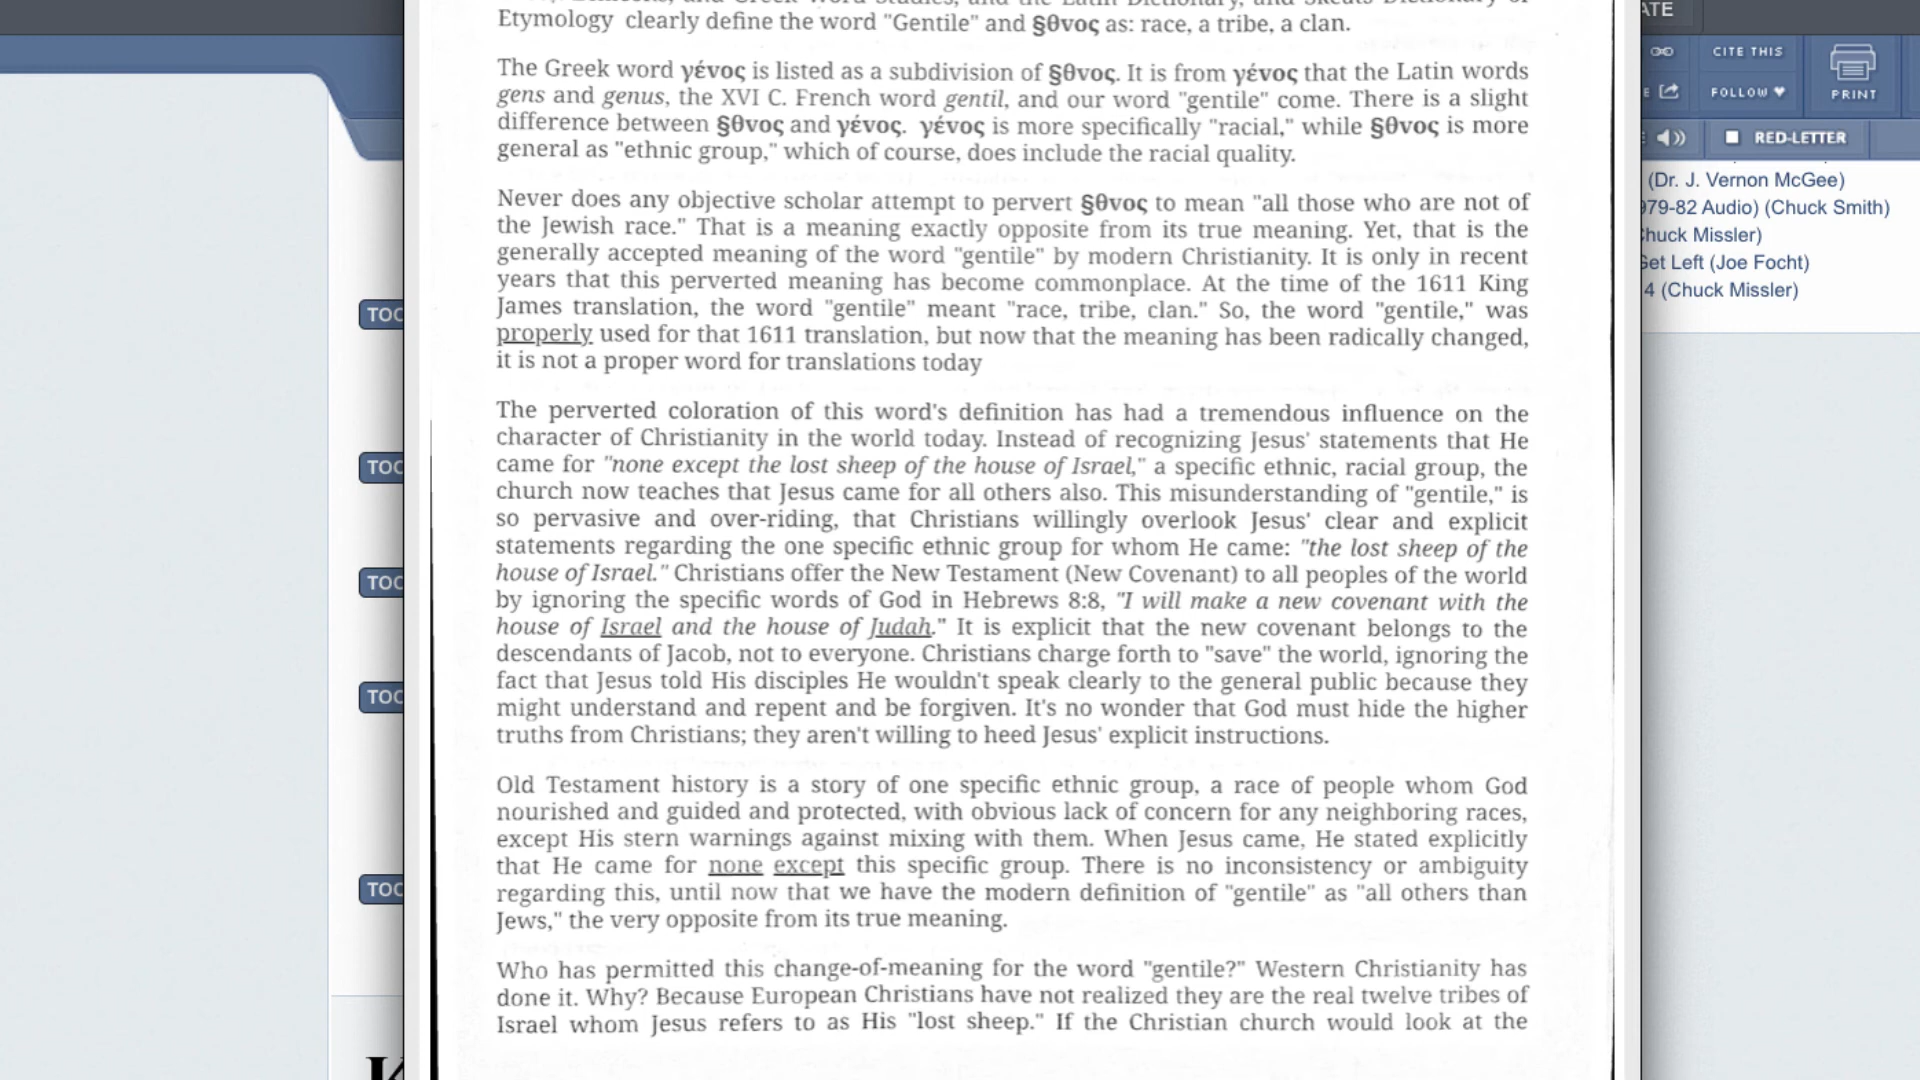 Etymology clearly define the word "Gentile" and §θνος as: race, a tribe, a clan.
The Greek word γένος is listed as a subdivision of §θνος. It is from γένος that the Latin words
gens and genus, the XVI C. French word gentil, and our word "gentile" come. There is a slight
difference between §θνος and γένος. γένος is more specifically "racial," while §θνος is more
general as "ethnic group," which of course, does include the racial quality.
Never does any objective scholar attempt to pervert §θνος to mean "all those who are not of
the Jewish race." That is a meaning exactly opposite from its true meaning. Yet, that is the
generally accepted meaning of the word "gentile" by modern Christianity. It is only in recent
years that this perverted meaning has become commonplace. At the time of the 1611 King
James translation, the word "gentile" meant "race, tribe, clan." So, the word "gentile," was
properly used for that 1611 translation, but now that the meaning has been radically changed,
it is not a proper word for translations today
The perverted coloration of this word's definition has had a tremendous influence on the
character of Christianity in the world today. Instead of recognizing Jesus' statements that He
came for "none except the lost sheep of the house of Israel," a specific ethnic, racial group, the
church now teaches that Jesus came for all others also. This misunderstanding of "gentile," is
so pervasive and over-riding, that Christians willingly overlook Jesus' clear and explicit
statements regarding the one specific ethnic group for whom He came: "the lost sheep of the
house of Israel." Christians offer the New Testament (New Covenant) to all peoples of the world
by ignoring the specific words of God in Hebrews 8:8, "I will make a new covenant with the
house of Israel and the house of Judah." It is explicit that the new covenant belongs to the
descendants of Jacob, not to everyone. Christians charge forth to "save" the world, ignoring the
fact that Jesus told His disciples He wouldn't speak clearly to the general public because they
might understand and repent and be forgiven. It's no wonder that God must hide the higher
truths from Christians; they aren't willing to heed Jesus' explicit instructions.
Old Testament history is a story of one specific ethnic group, a race of people whom God
nourished and guided and protected, with obvious lack of concern for any neighboring races,
except His stern warnings against mixing with them. When Jesus came, He stated explicitly
that He came for none except this specific group. There is no inconsistency or ambiguity
regarding this, until now that we have the modern definition of "gentile" as "all others than
Jews," the very opposite from its true meaning.
Who has permitted this change-of-meaning for the word "gentile?" Western Christianity has
done it. Why? Because European Christians have not realized they are the real twelve tribes of
Israel whom Jesus refers to as His "lost sheep." If the Christian church would look at the
TOO
TOO
TOO
TOO
TOO
ATE
CITE THIS
FOLLOW
PRINT
RED-LETTER
(Dr. J. Vernon McGee)
979-82 Audio) (Chuck Smith)
Chuck Missler)
Get Left (Joe Focht)
4 (Chuck Missler)